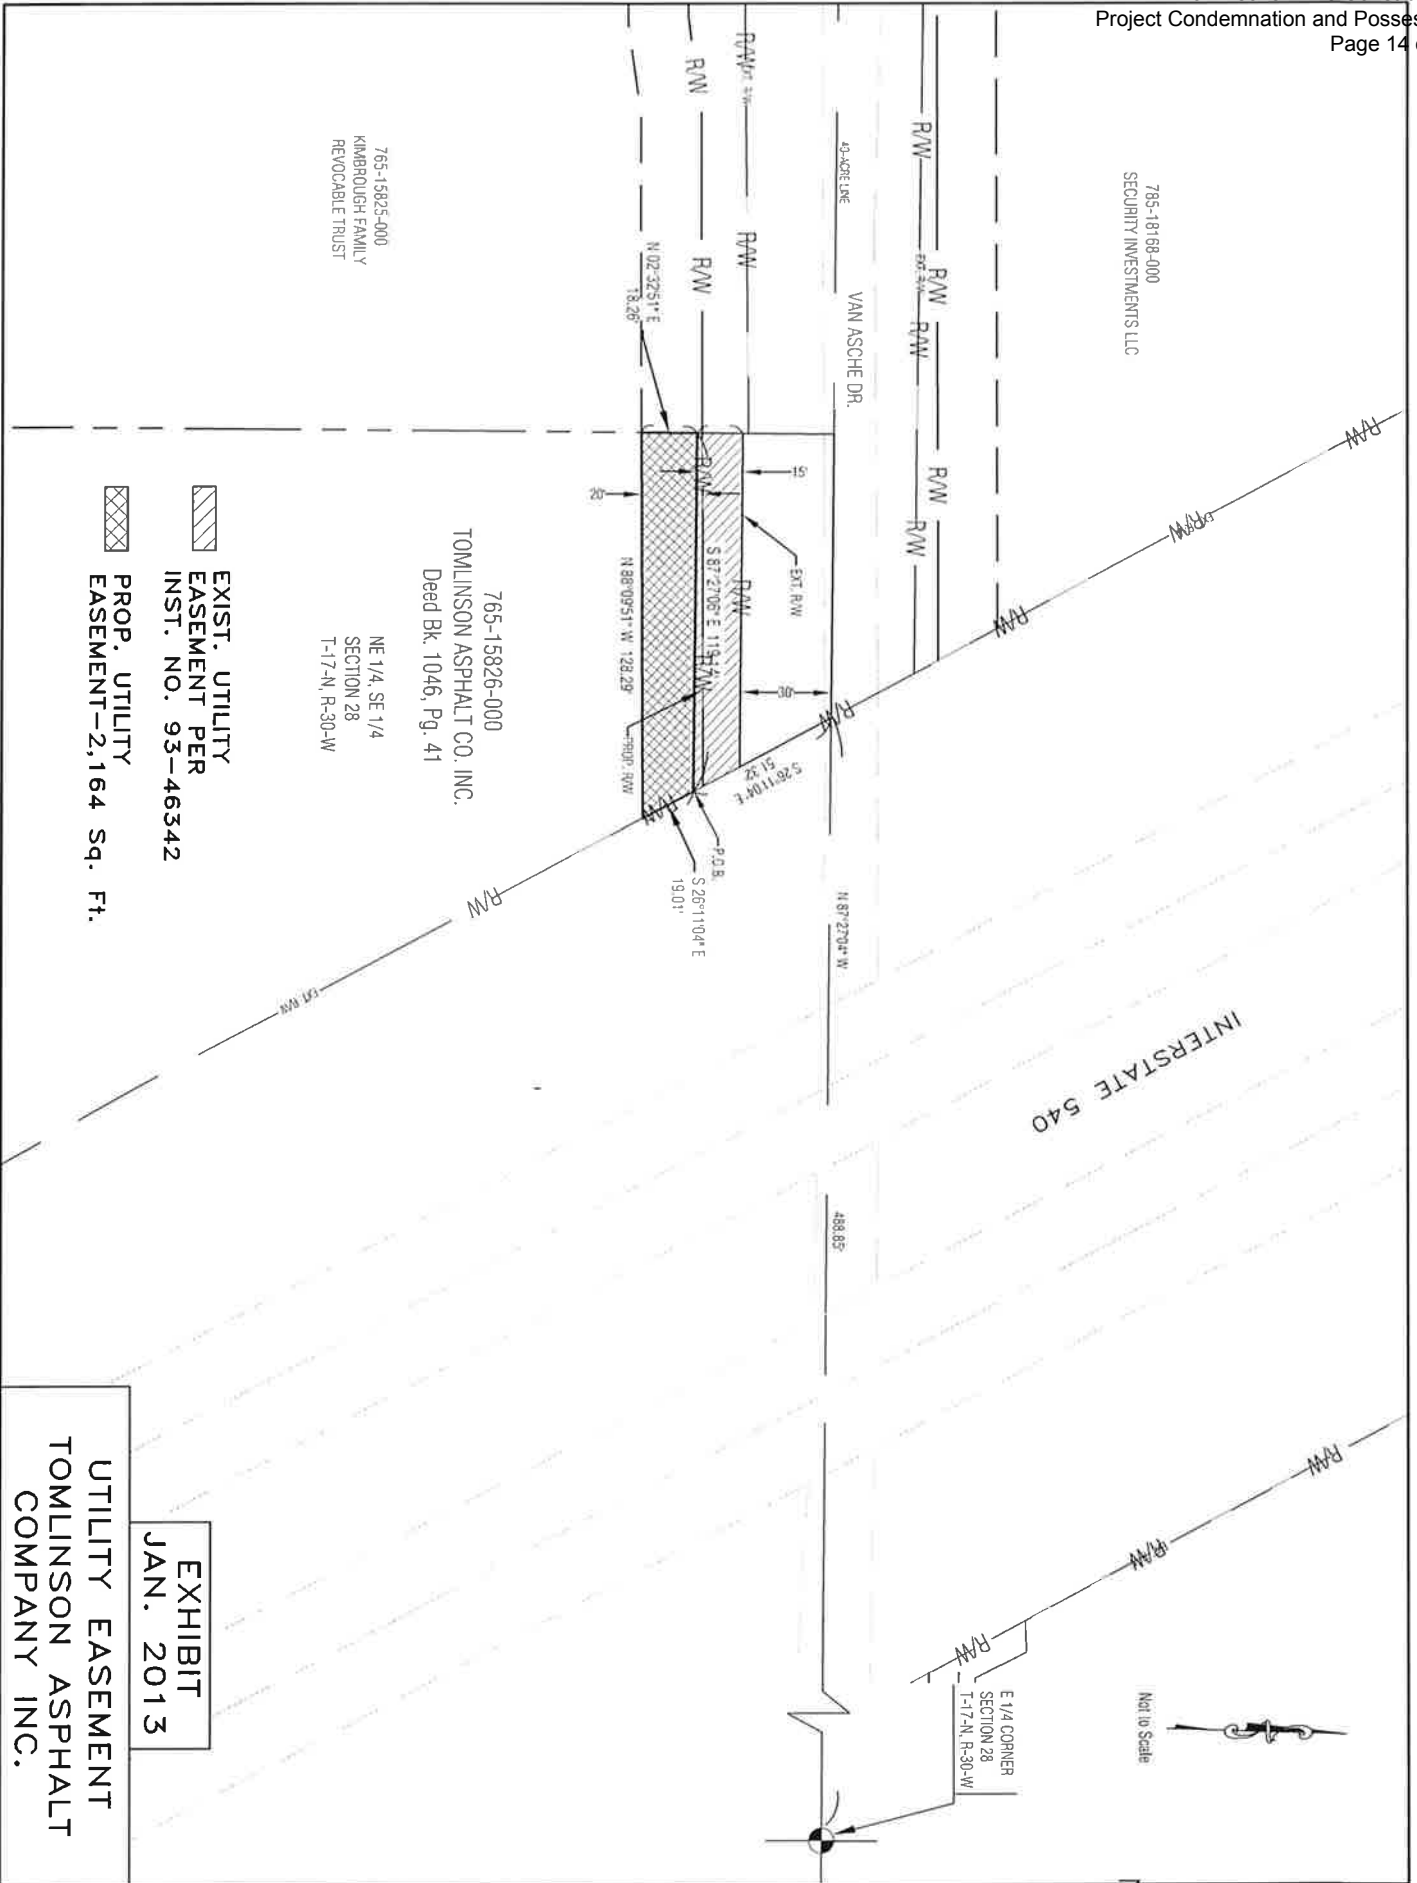 Project Condemnation and Posses
Page 14
785-18168-000
SECURITY INVESTMENTS LLC
Not to Scale
R/W
R/W
R/W
R/W
INTERSTATE 540
R/W
R/W
R/W
R/W
EXT. R/W
R/W
R/W
R/W
R/W
R/W
R/W
E 1/4 CORNER
SECTION 28
T-17-N, R-30-W
40-ACRE LINE
VAN ASCHE DR.
R/W
N 87°27'04" W
488.85'
R/W
EXT. R/W
R/W
R/W
15'
EXT. R/W
30'
S 26°11'04" E
51.32'
R/W
R/W
R/W
S 87°27'06" E 119.14'
R/W
P.O.B.
S 26°11'04" E
19.01'
N 02°32'51" E
18.26'
20'
N 88°09'51" W 128.29'
PROP. R/W
R/W
R/W
EXT. R/W
765-15825-000
KIMBROUGH FAMILY
REVOCABLE TRUST
765-15826-000
TOMLINSON ASPHALT CO. INC.
Deed Bk. 1046, Pg. 41
NE 1/4, SE 1/4
SECTION 28
T-17-N, R-30-W
EXIST. UTILITY
EASEMENT PER
INST. NO. 93-46342
PROP. UTILITY
EASEMENT-2,164 Sq. Ft.
EXHIBIT
JAN. 2013
UTILITY EASEMENT
TOMLINSON ASPHALT
COMPANY INC.